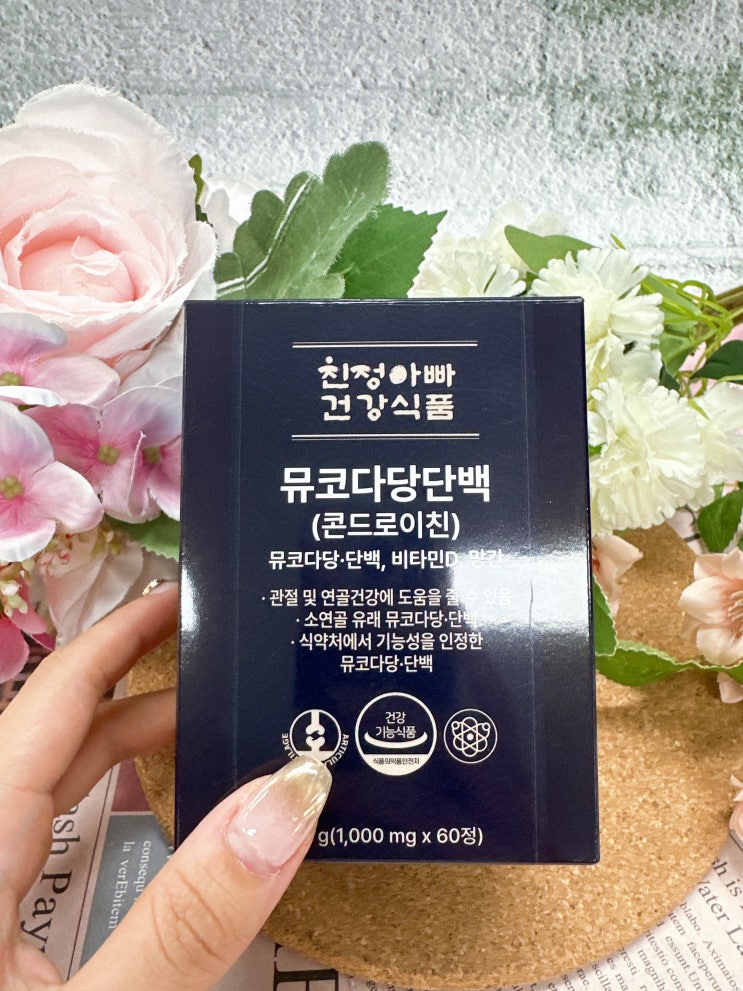 친정아빠
건강식품
뮤코다당단백
(콘드로이친)
뮤코다당·단백, 비타민D, 망간
· 관절 및 연골건강에 도움을 줄 수 있음
· 소연골 유래 뮤코다당·단백
· 식약처에서 기능성을 인정한
뮤코다당·단백
건강
기능식품
식품의약품안전처
g(1,000 mg x 60정)
esh Pay
la verEbitem
Water